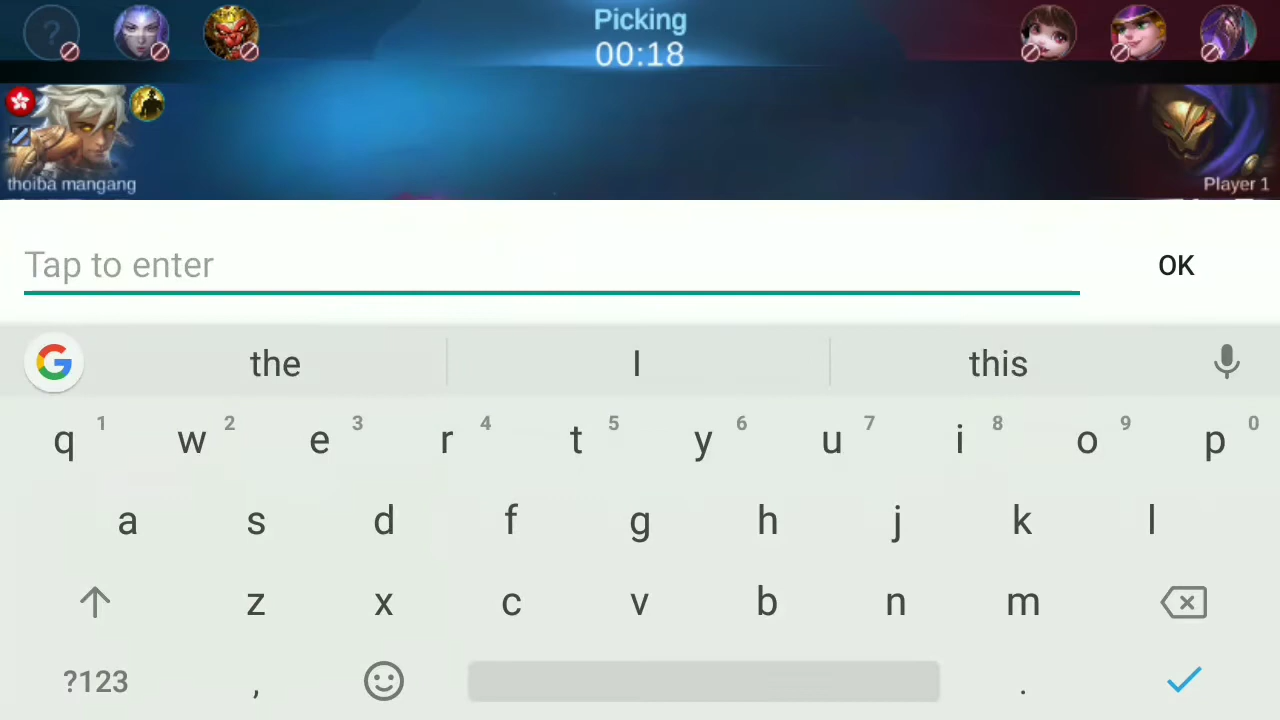 ?
Picking
00:18
thoiba mangang
Player 1
Tap to enter
OK
G
the
I
this
q 1 w 2 e 3 r 4 t 5 y 6 u 7 i 8 o 9 p 0
a s d f g h j k l
z x c v b n m
?123 , .